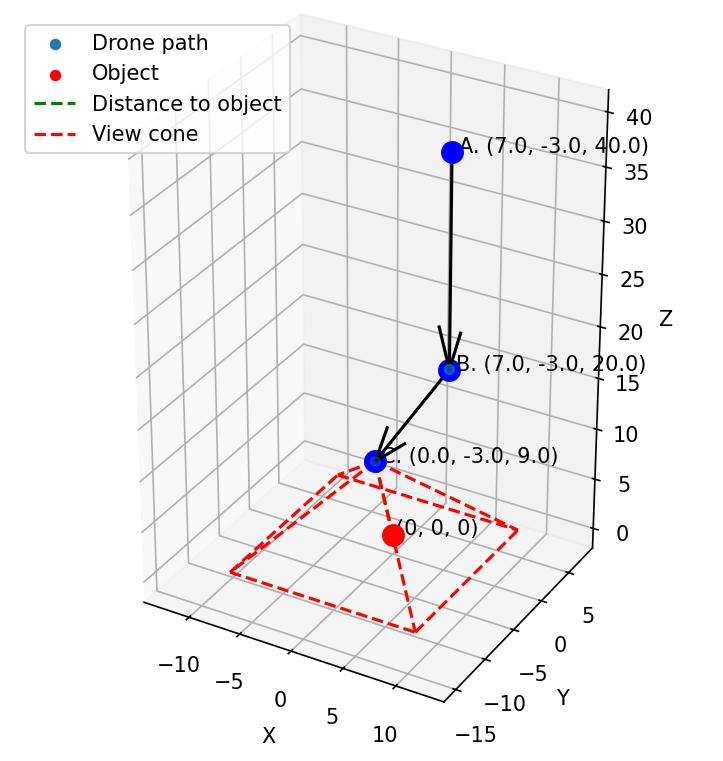 Drone path
Object
Distance to object
View cone
A. (7.0, -3.0, 40.0)
B. (7.0, -3.0, 20.0)
C. (0.0, -3.0, 9.0)
(0, 0, 0)
40
35
30
25
20
15
10
5
0
Z
5
0
−5
−10
−15
Y
−10
−5
0
5
10
X